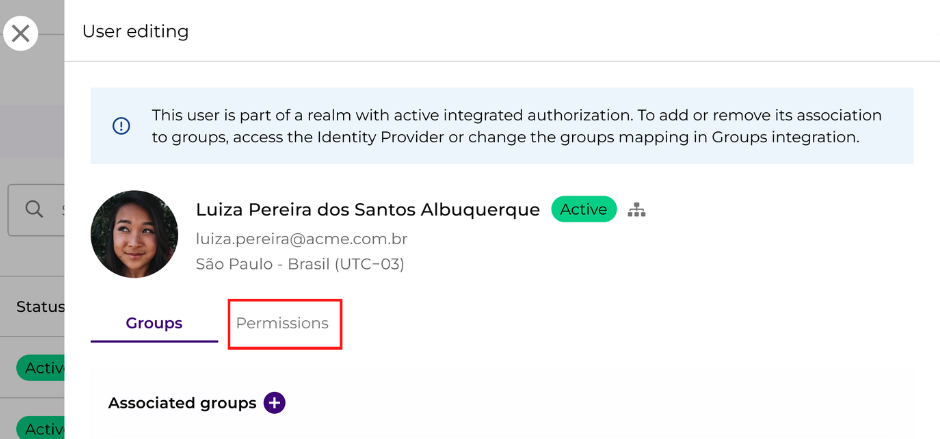 User editing
This user is part of a realm with active integrated authorization. To add or remove its association
to groups, access the Identity Provider or change the groups mapping in Groups integration.
Luiza Pereira dos Santos Albuquerque Active
luiza.pereira@acme.com.br
São Paulo - Brasil (UTC-03)
Status
Groups Permissions
Activ
Associated groups
Activ